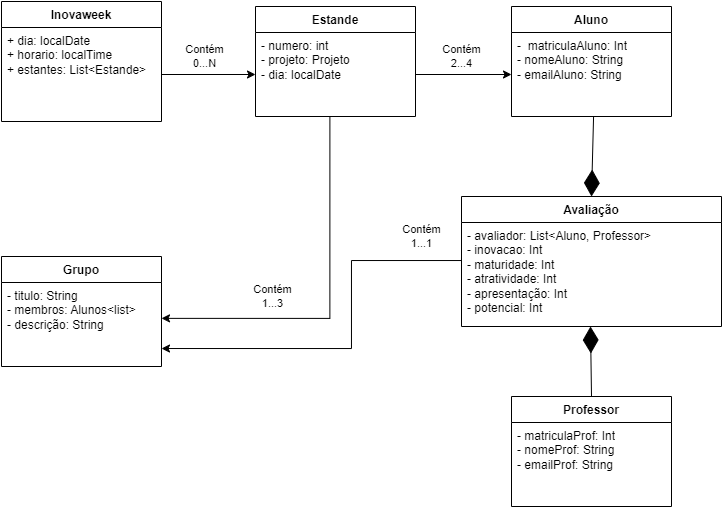 Inovaweek
+ dia: localDate
+ horario: localTime
+ estantes: List<Estande>
Contém
0...N
Estande
- numero: int
- projeto: Projeto
- dia: localDate
Contém
2...4
Aluno
- matriculaAluno: Int
- nomeAluno: String
- emailAluno: String
Avaliação
- avaliador: List<Aluno, Professor>
- inovacao: Int
- maturidade: Int
- atratividade: Int
- apresentação: Int
- potencial: Int
Contém
1...1
Grupo
- titulo: String
- membros: Alunos<list>
- descrição: String
Contém
1...3
Professor
- matriculaProf: Int
- nomeProf: String
- emailProf: String